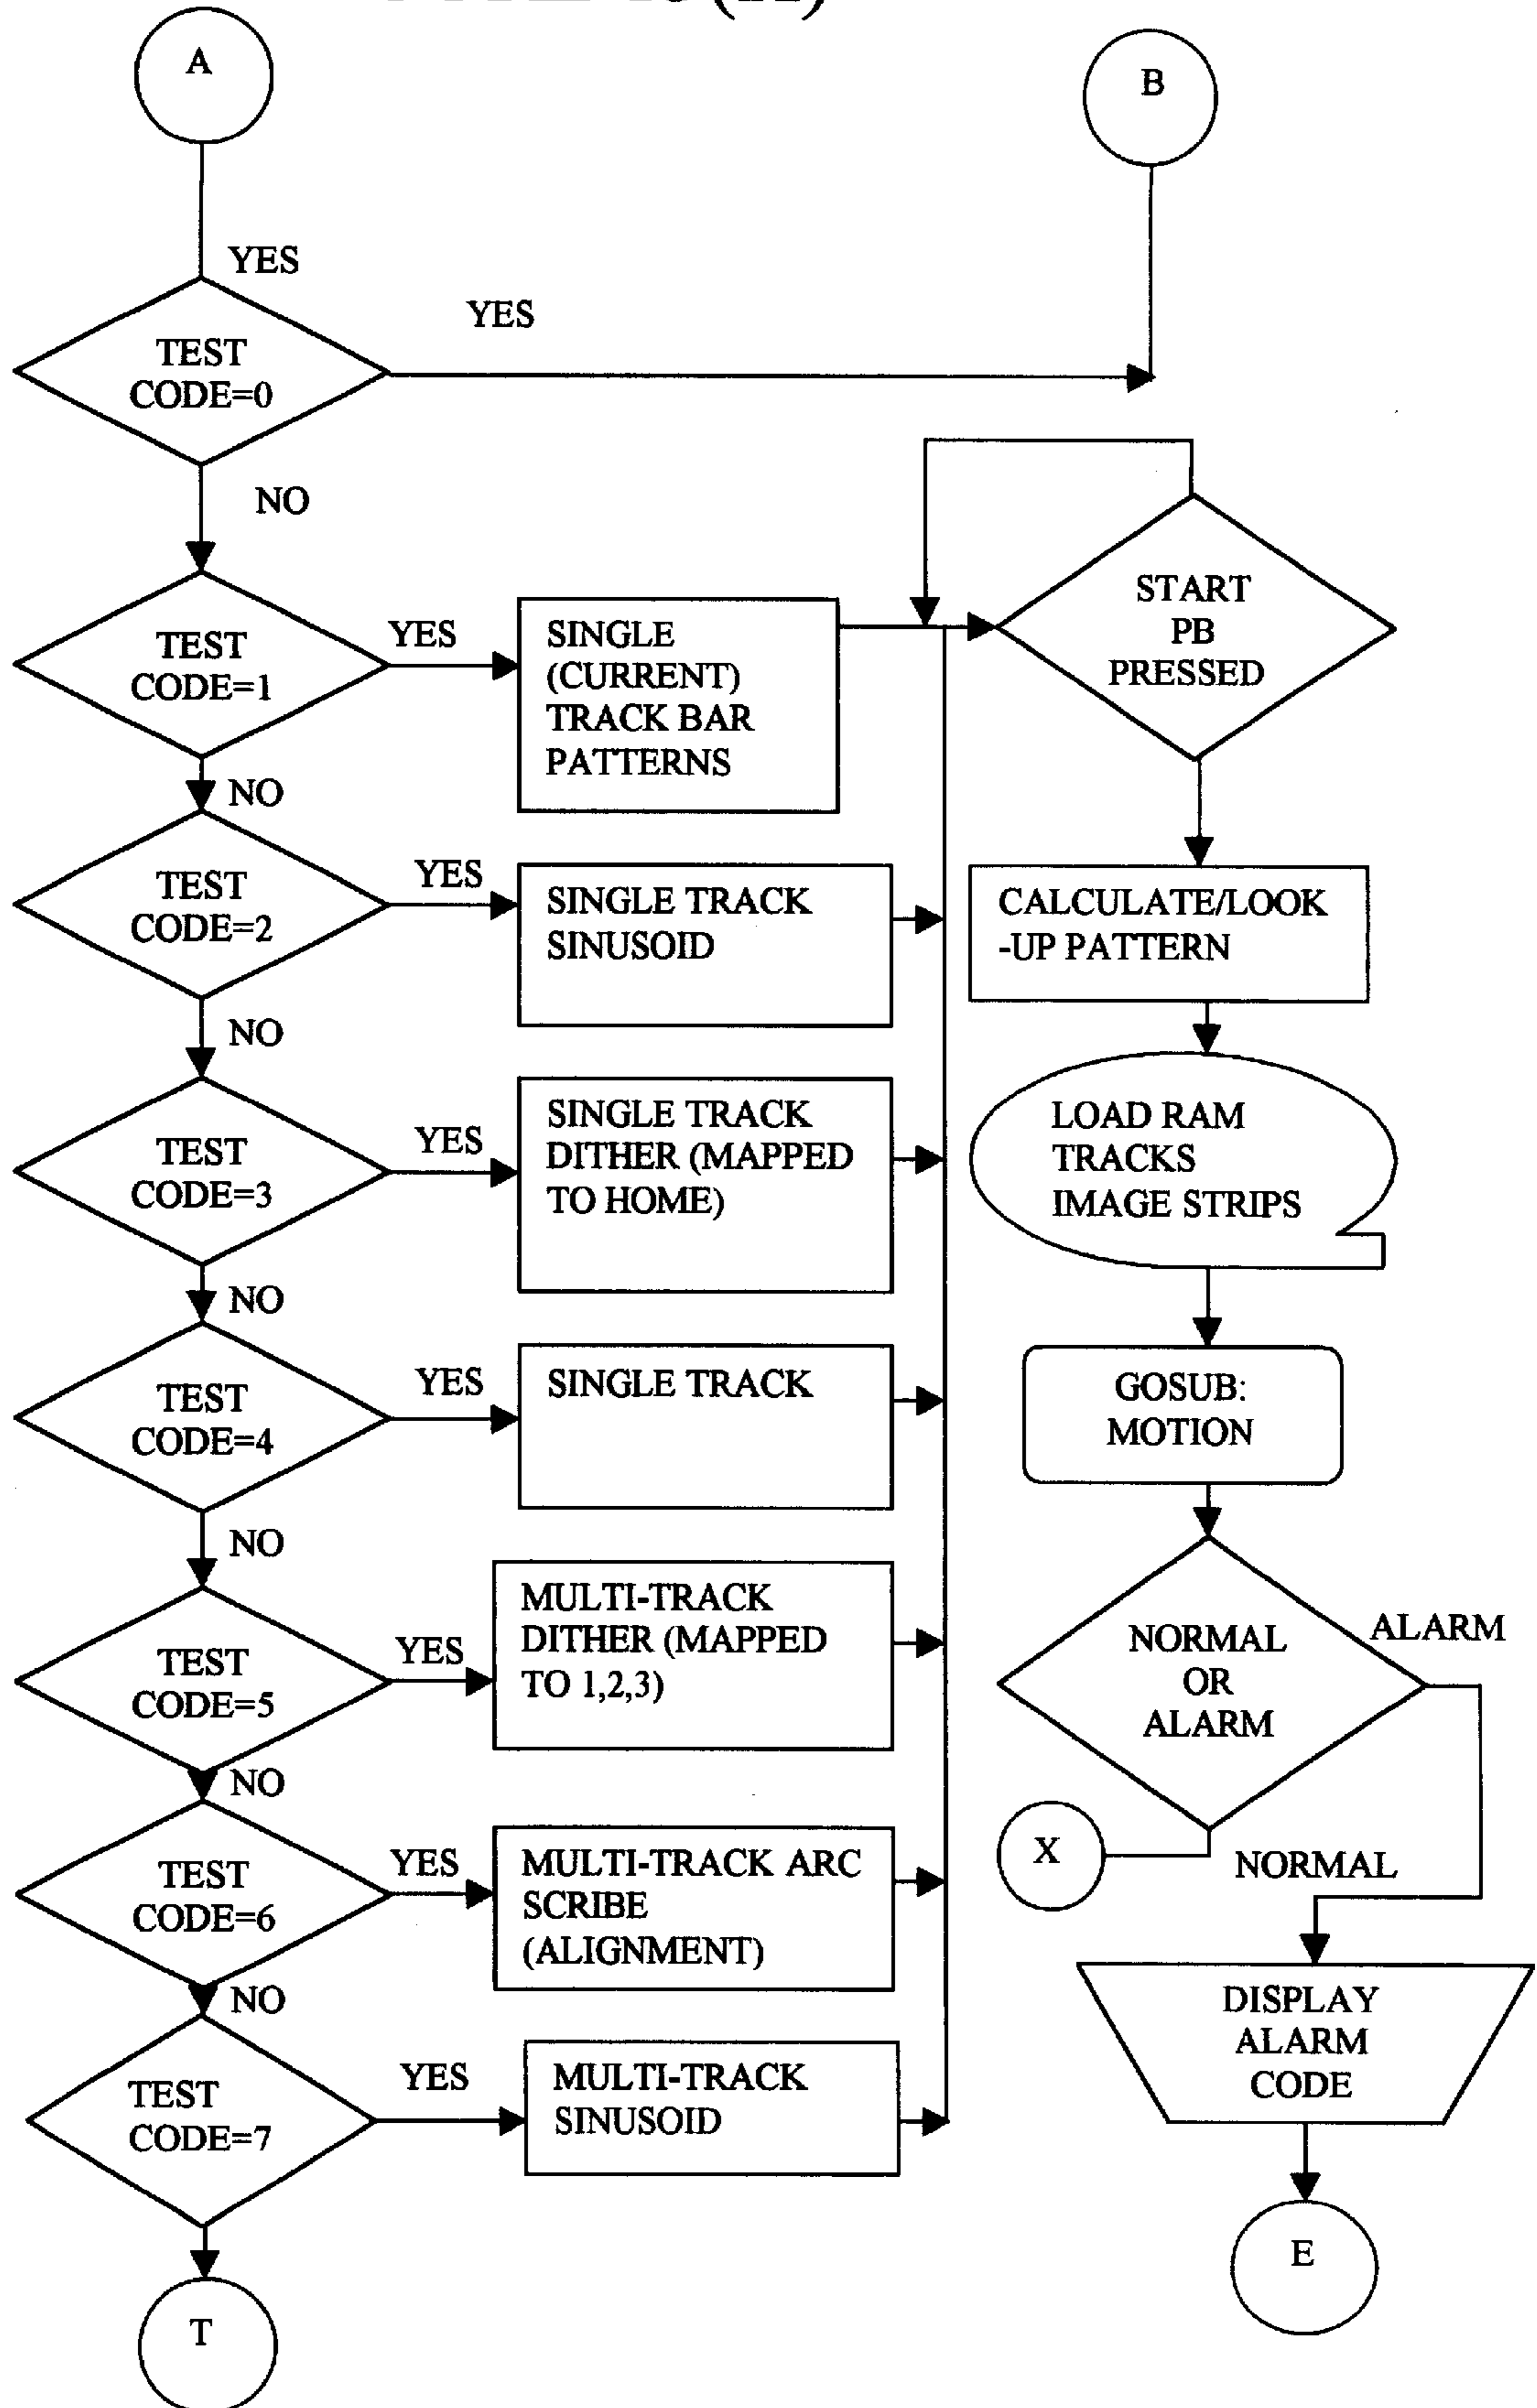 A
B
YES
YES
TEST
CODE=0
NO
TEST
CODE=1
YES
SINGLE
(CURRENT)
TRACK BAR
PATTERNS
START
PB
PRESSED
NO
TEST
CODE=2
YES
SINGLE TRACK
SINUSOID
CALCULATE/LOOK
-UP PATTERN
NO
TEST
CODE=3
YES
SINGLE TRACK
DITHER (MAPPED
TO HOME)
LOAD RAM
TRACKS
IMAGE STRIPS
NO
TEST
CODE=4
YES
SINGLE TRACK
GOSUB:
MOTION
NO
TEST
CODE=5
YES
MULTI-TRACK
DITHER (MAPPED
TO 1,2,3)
NORMAL
OR
ALARM
ALARM
NO
TEST
CODE=6
YES
MULTI-TRACK ARC
SCRIBE
(ALIGNMENT)
X
NORMAL
NO
TEST
CODE=7
YES
MULTI-TRACK
SINUSOID
DISPLAY
ALARM
CODE
T
E